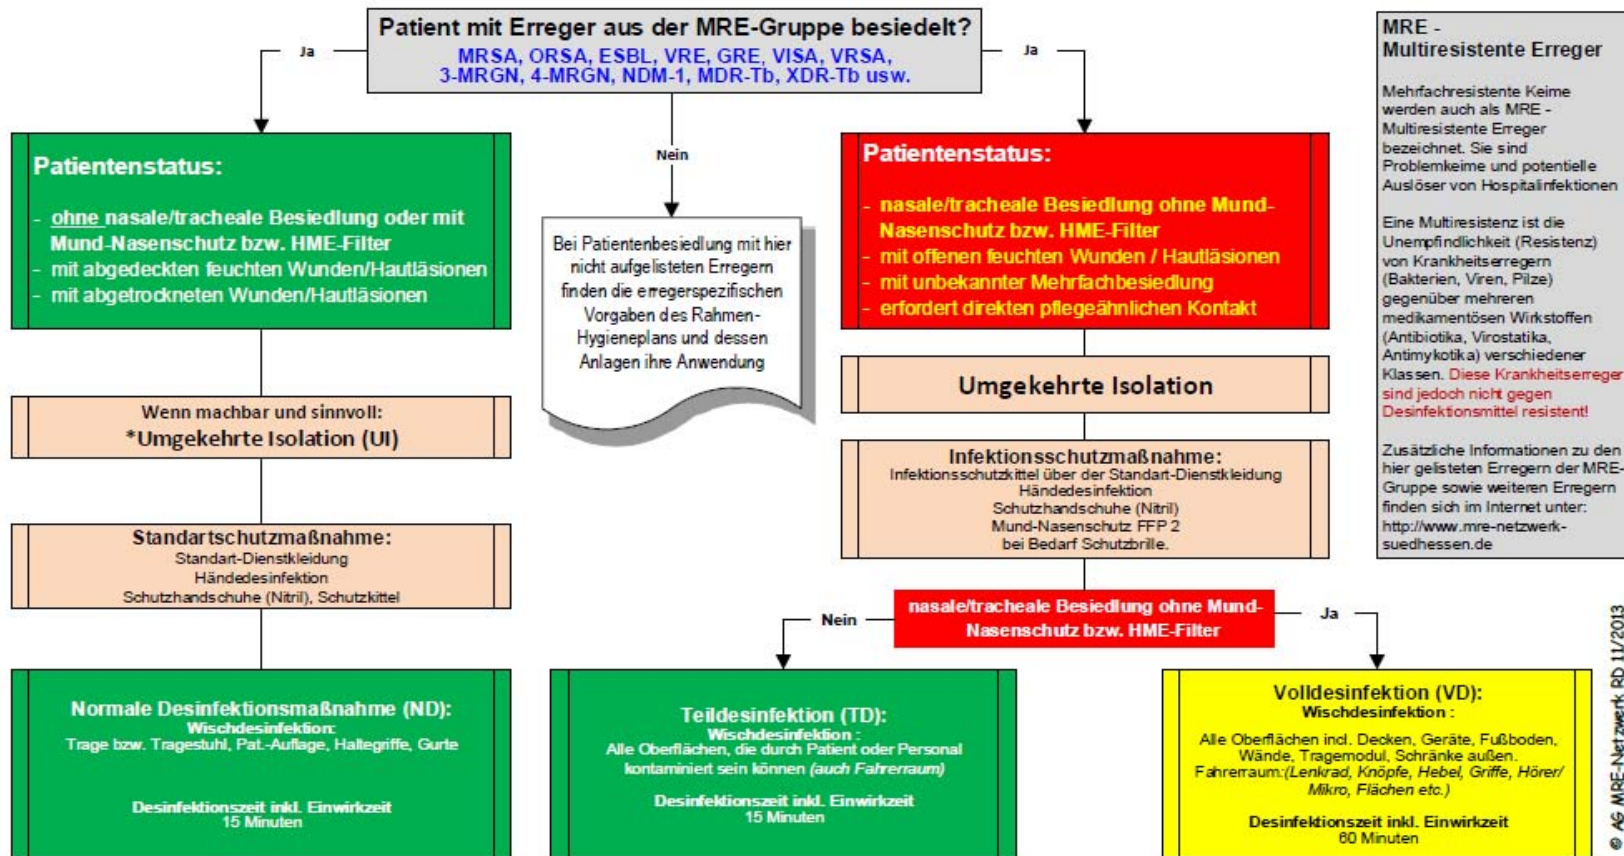 Patient mit Erreger aus der MRE-Gruppe besiedelt?
MRSA, ORSA, ESBL, VRE, GRE, VISA, VRSA,
3-MRGN, 4-MRGN, NDM-1, MDR-Tb, XDR-Tb usw.
Ja
Ja
Nein
Patientenstatus:
- ohne nasale/tracheale Besiedlung oder mit
Mund-Nasenschutz bzw. HME-Filter
- mit abgedeckten feuchten Wunden/Hautläsionen
- mit abgetrockneten Wunden/Hautläsionen
Wenn machbar und sinnvoll:
*Umgekehrte Isolation (UI)
Standartschutzmaßnahme:
Standart-Dienstkleidung
Händedesinfektion
Schutzhandschuhe (Nitril), Schutzkittel
Normale Desinfektionsmaßnahme (ND):
Wischdesinfektion:
Trage bzw. Tragestuhl, Pat.-Auflage, Haltegriffe, Gurte
Desinfektionszeit inkl. Einwirkzeit
15 Minuten
Bei Patientenbesiedlung mit hier
nicht aufgelisteten Erregern
finden die erregerspezifischen
Vorgaben des Rahmen-
Hygieneplans und dessen
Anlagen ihre Anwendung
Patientenstatus:
- nasale/tracheale Besiedlung ohne Mund-
Nasenschutz bzw. HME-Filter
- mit offenen feuchten Wunden / Hautläsionen
- mit unbekannter Mehrfachbesiedlung
- erfordert direkten pflegeähnlichen Kontakt
Umgekehrte Isolation
Infektionsschutzmaßnahme:
Infektionsschutzkittel über der Standart-Dienstkleidung
Händedesinfektion
Schutzhandschuhe (Nitril)
Mund-Nasenschutz FFP 2
bei Bedarf Schutzbrille.
nasale/tracheale Besiedlung ohne Mund-
Nasenschutz bzw. HME-Filter
Nein
Ja
Teildesinfektion (TD):
Wischdesinfektion :
Alle Oberflächen, die durch Patient oder Personal
kontaminiert sein können (auch Fahrerraum)
Desinfektionszeit inkl. Einwirkzeit
15 Minuten
Volldesinfektion (VD):
Wischdesinfektion :
Alle Oberflächen incl. Decken, Geräte, Fußboden,
Wände, Tragemodul, Schränke außen.
Fahrerraum:(Lenkrad, Knöpfe, Hebel, Griffe, Hörer/
Mikro, Flächen etc.)
Desinfektionszeit inkl. Einwirkzeit
60 Minuten
MRE -
Multiresistente Erreger
Mehrfachresistente Keime
werden auch als MRE -
Multiresistente Erreger
bezeichnet. Sie sind
Problemkeime und potentielle
Auslöser von Hospitalinfektionen
Eine Multiresistenz ist die
Unempfindlichkeit (Resistenz)
von Krankheitserregern
(Bakterien, Viren, Pilze)
gegenüber mehreren
medikamentösen Wirkstoffen
(Antibiotika, Virostatika,
Antimykotika) verschiedener
Klassen. Diese Krankheitserreger
sind jedoch nicht gegen
Desinfektionsmittel resistent!
Zusätzliche Informationen zu den
hier gelisteten Erregern der MRE-
Gruppe sowie weiteren Erregern
finden sich im Internet unter:
http://www.mre-netzwerk-
suedhessen.de
© AG MRE-Netzwerk RD 11/2013